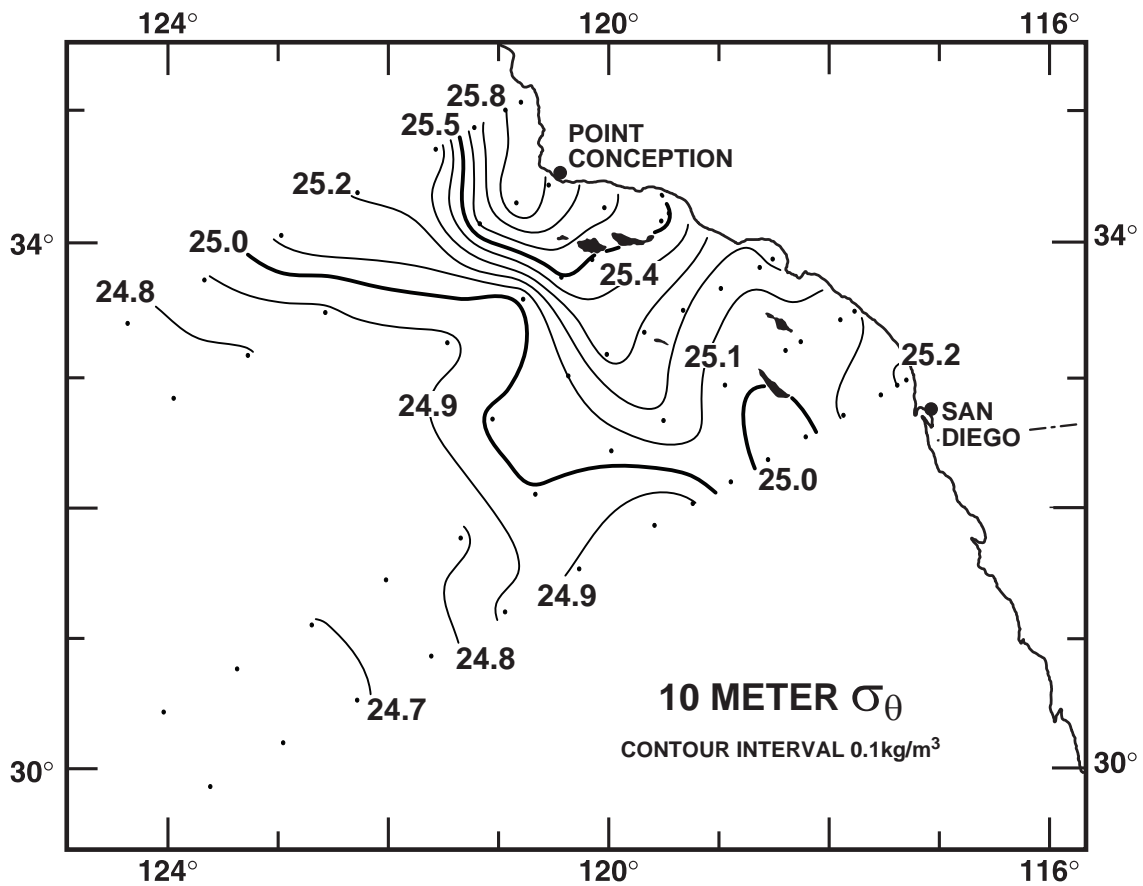 124° 120° 116°
25.8
25.5
POINT
CONCEPTION
25.2
34° 25.0 34°
25.4
24.8
25.1 25.2
24.9 SAN
DIEGO
25.0
24.9
24.8
24.7
10 METER σθ
CONTOUR INTERVAL 0.1kg/m³
30° 30°
124° 120° 116°